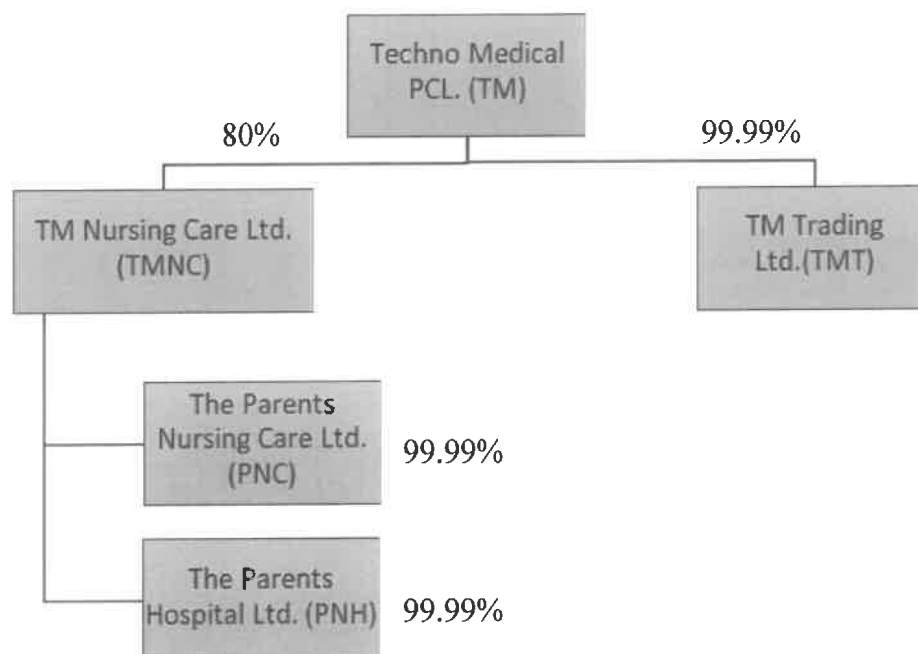 Techno Medical
PCL. (TM)
80%
99.99%
TM Nursing Care Ltd.
(TMNC)
TM Trading
Ltd.(TMT)
The Parents
Nursing Care Ltd.
(PNC)
99.99%
The Parents
Hospital Ltd. (PNH)
99.99%